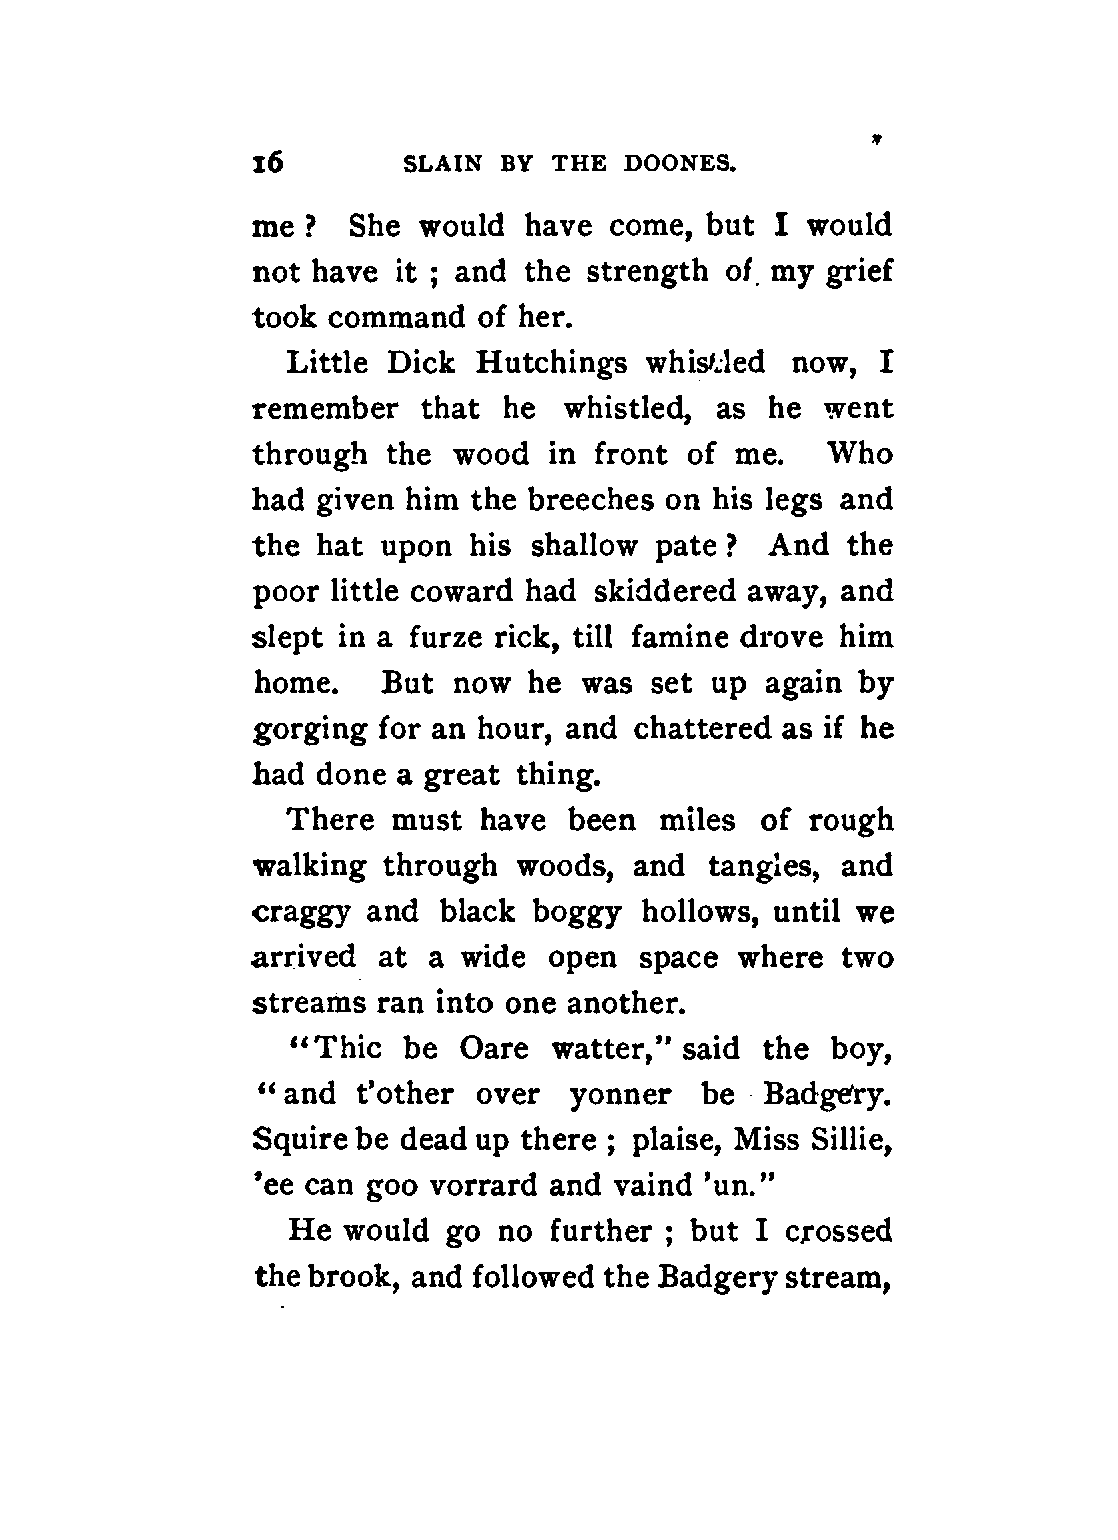 16 SLAIN BY THE DOONES.
me ? She would have come, but I would
not have it ; and the strength of my grief
took command of her.
Little Dick Hutchings whistled now, I
remember that he whistled, as he went
through the wood in front of me. Who
had given him the breeches on his legs and
the hat upon his shallow pate ? And the
poor little coward had skiddered away, and
slept in a furze rick, till famine drove him
home. But now he was set up again by
gorging for an hour, and chattered as if he
had done a great thing.
There must have been miles of rough
walking through woods, and tangles, and
craggy and black boggy hollows, until we
arrived at a wide open space where two
streams ran into one another.
“Thic be Oare watter,” said the boy,
“ and t’other over yonner be Badgery.
Squire be dead up there ; plaise, Miss Sillie,
’ee can goo vorrard and vaind ’un.”
He would go no further ; but I crossed
the brook, and followed the Badgery stream,